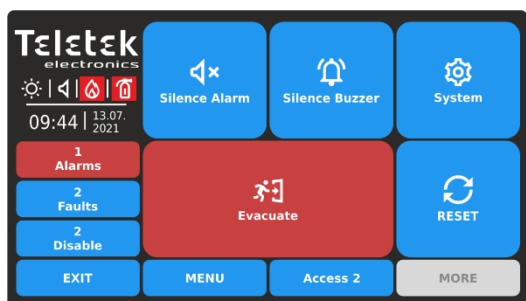 Teletek
electronics
09:44
13.07.
2021
1
Alarms
2
Faults
2
Disable
EXIT
Silence Alarm
Silence Buzzer
System
Evacuate
RESET
MENU
Access 2
MORE